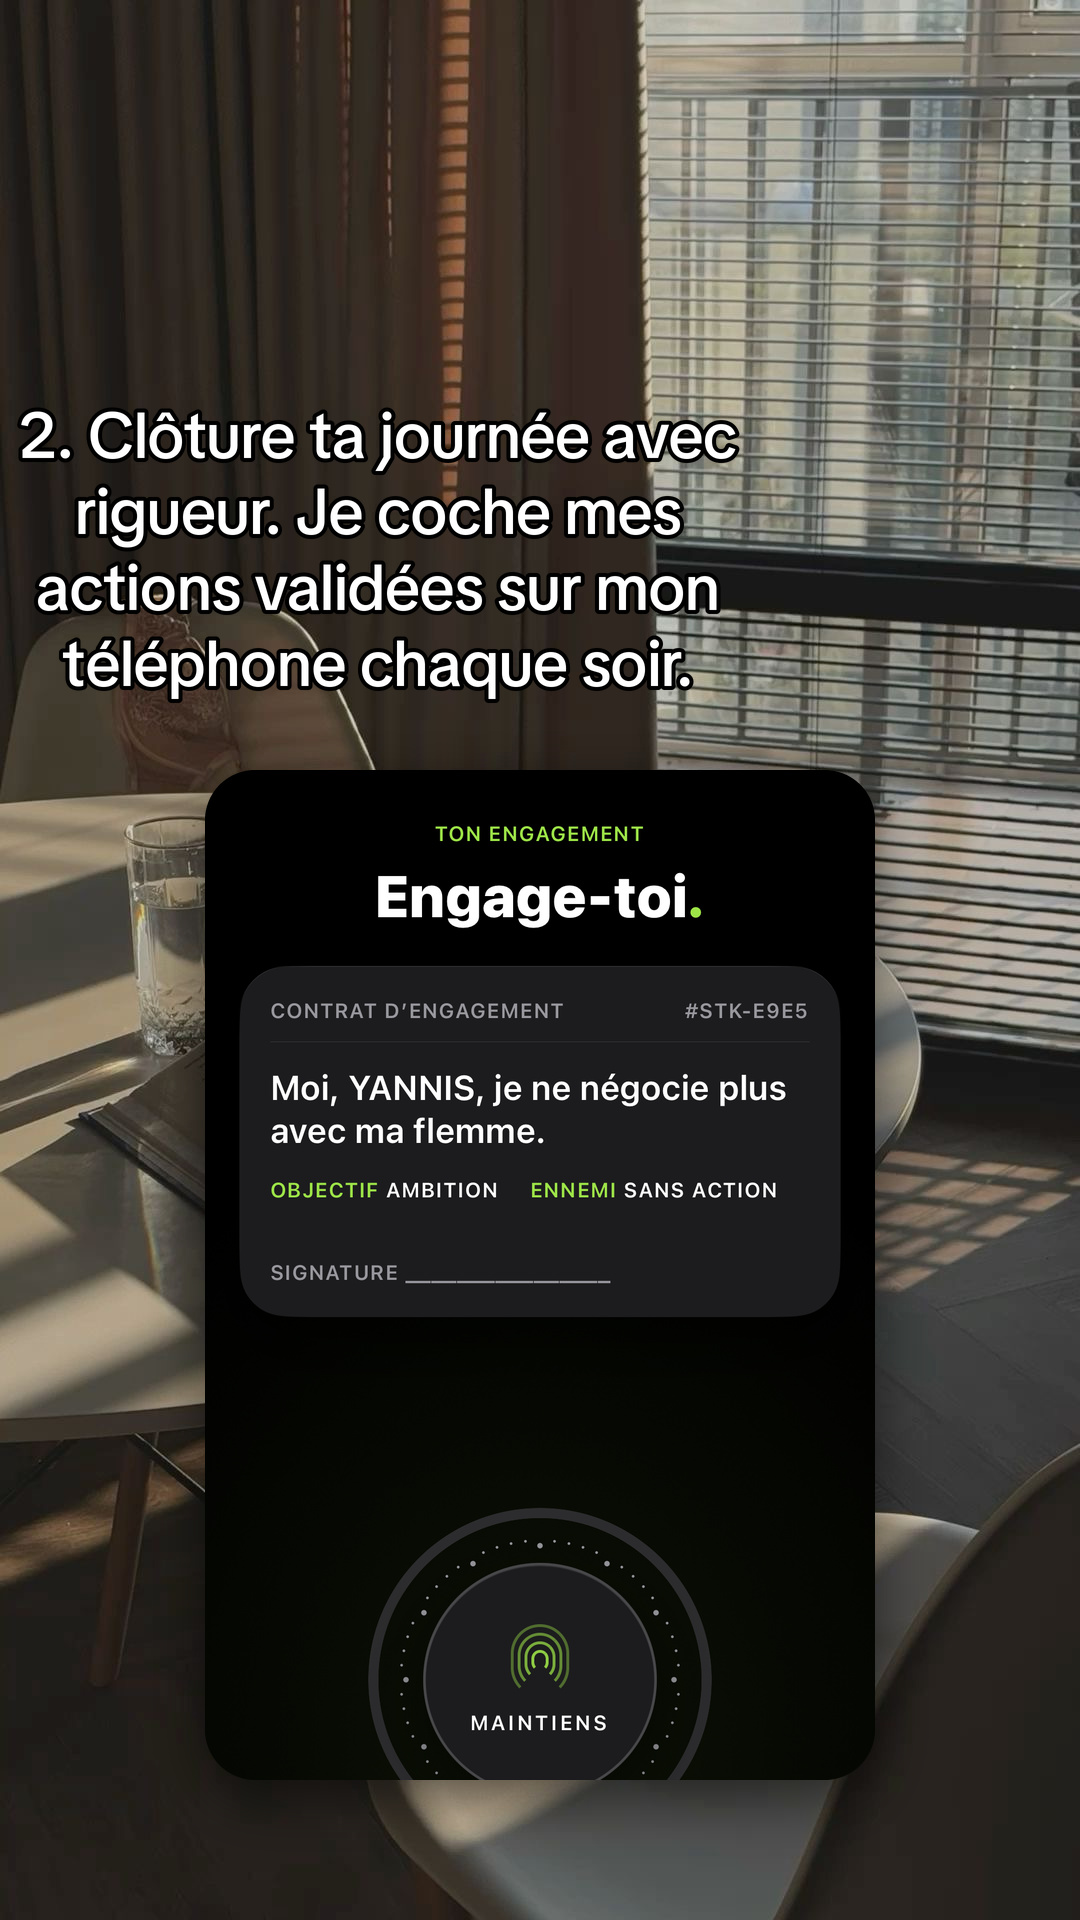 2. Clôture ta journée avec
rigueur. Je coche mes
actions validées sur mon
téléphone chaque soir.
TON ENGAGEMENT
Engage-toi.
CONTRAT D'ENGAGEMENT #STK-E9E5
Moi, YANNIS, je ne négocie plus
avec ma flemme.
OBJECTIF AMBITION ENNEMI SANS ACTION
SIGNATURE ________________
MAINTIENS